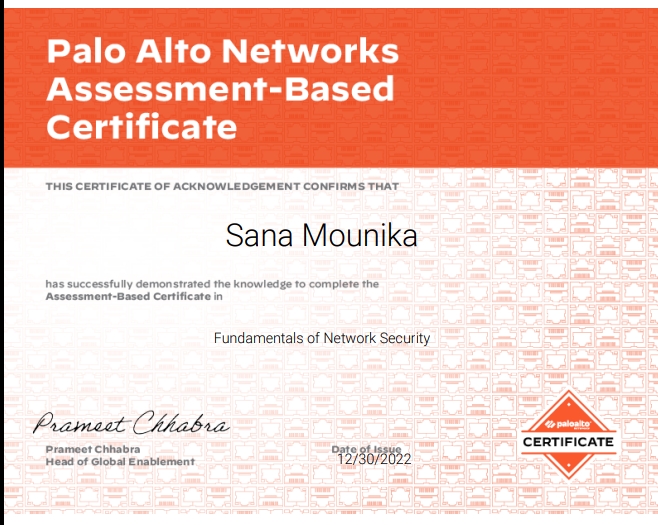 Palo Alto Networks
Assessment-Based
Certificate
THIS CERTIFICATE OF ACKNOWLEDGEMENT CONFIRMS THAT
Sana Mounika
has successfully demonstrated the knowledge to complete the
Assessment-Based Certificate in
Fundamentals of Network Security
Prameet Chhabra
Prameet Chhabra
Head of Global Enablement
Date of Issue
12/30/2022
paloalto
CERTIFICATE